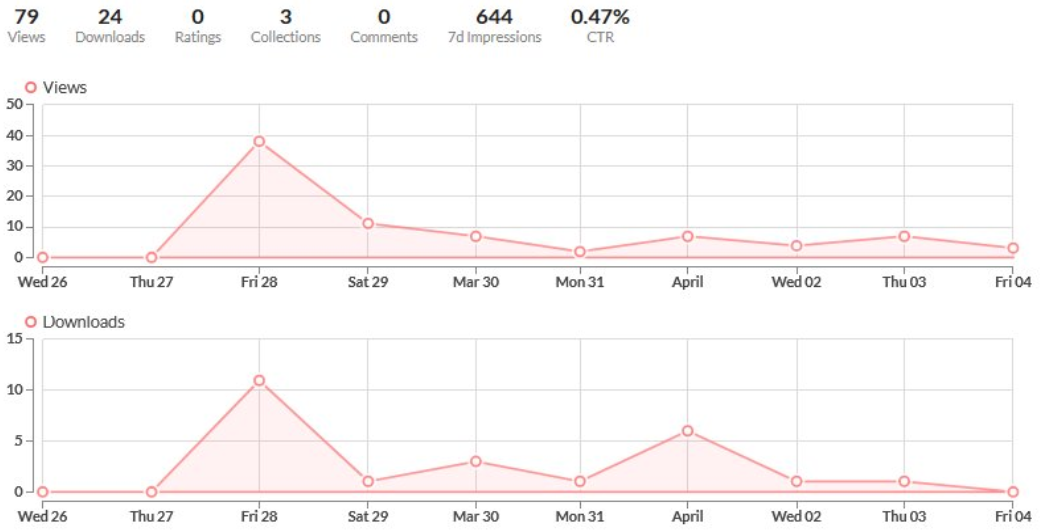 79 24 0 3 0 644 0.47%
Views Downloads Ratings Collections Comments 7d Impressions CTR
Views
50
40
30
20
10
0
Wed 26 Thu 27 Fri 28 Sat 29 Mar 30 Mon 31 April Wed 02 Thu 03 Fri 04
Downloads
15
10
5
0
Wed 26 Thu 27 Fri 28 Sat 29 Mar 30 Mon 31 April Wed 02 Thu 03 Fri 04